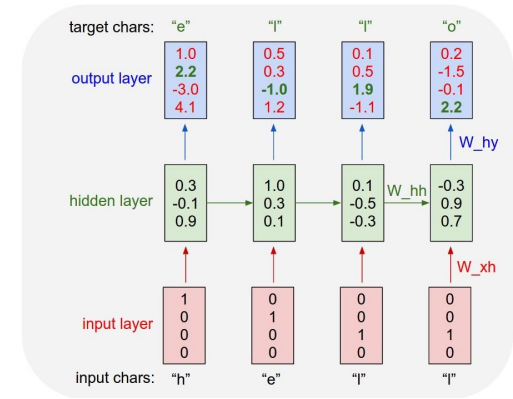 target chars: "e" "l" "l" "o"
output layer
1.0 0.5 0.1 0.2
2.2 0.3 0.5 -1.5
-3.0 -1.0 1.9 -0.1
4.1 1.2 -1.1 2.2
W_hy
hidden layer
0.3 1.0 0.1 -0.3
-0.1 0.3 -0.5 0.9
0.9 0.1 -0.3 0.7
W_hh
W_xh
input layer
1 0 0 0
0 1 0 0
0 0 1 1
0 0 0 0
input chars: "h" "e" "l" "l"